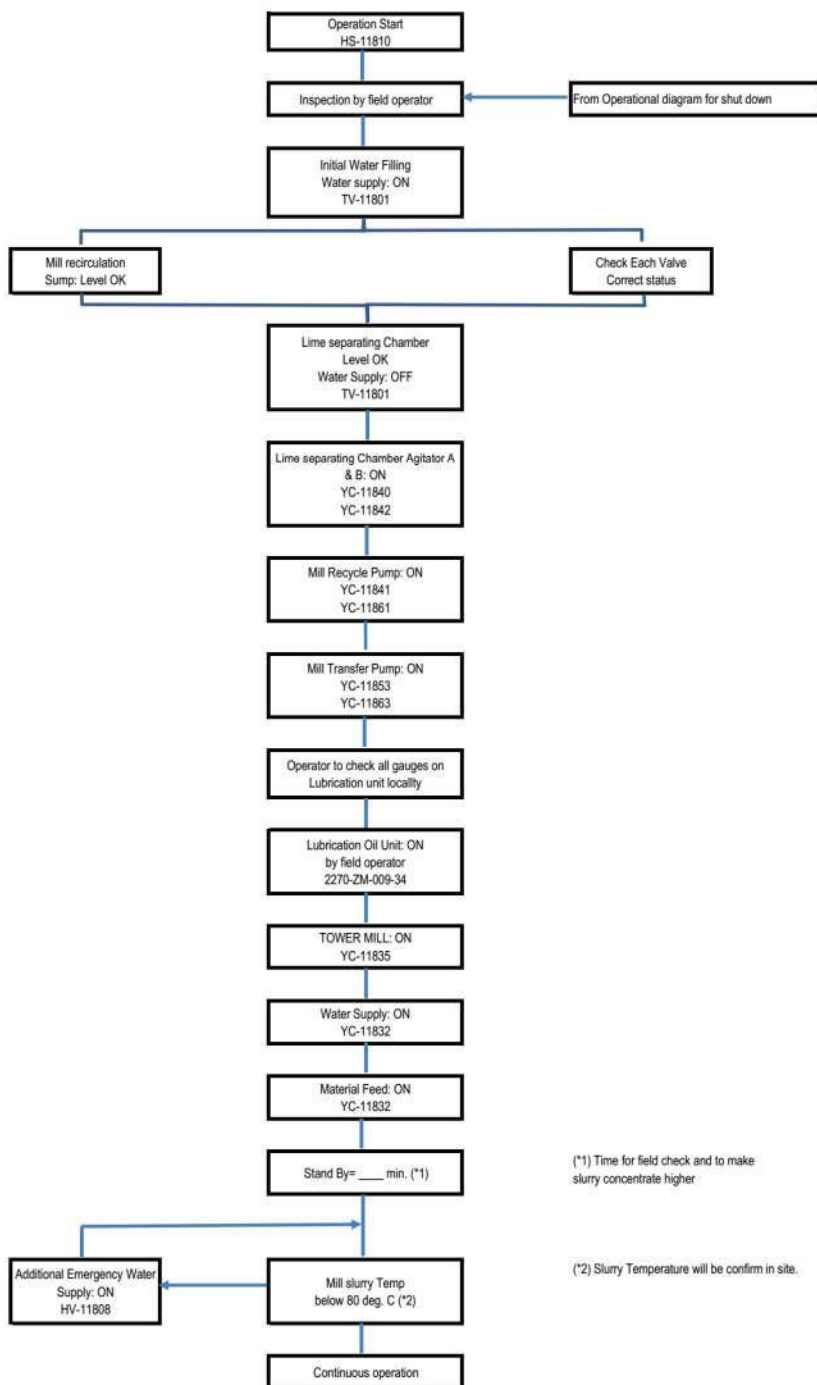 Operation Start
HS-11810
Inspection by field operator
From Operational diagram for shut down
Initial Water Filling
Water supply: ON
TV-11801
Mill recirculation
Sump: Level OK
Check Each Valve
Correct status
Lime separating Chamber
Level OK
Water Supply: OFF
TV-11801
Lime separating Chamber Agitator A
& B: ON
YC-11840
YC-11842
Mill Recycle Pump: ON
YC-11841
YC-11861
Mill Transfer Pump: ON
YC-11853
YC-11863
Operator to check all gauges on
Lubrication unit locallty
Lubrication Oil Unit: ON
by field operator
2270-ZM-009-34
TOWER MILL: ON
YC-11835
Water Supply: ON
YC-11832
Material Feed: ON
YC-11832
Stand By= ____ min. (*1)
(*1) Time for field check and to make
slurry concentrate higher
Additional Emergency Water
Supply: ON
HV-11808
Mill slurry Temp
below 80 deg. C (*2)
(*2) Slurry Temperature will be confirm in site.
Continuous operation